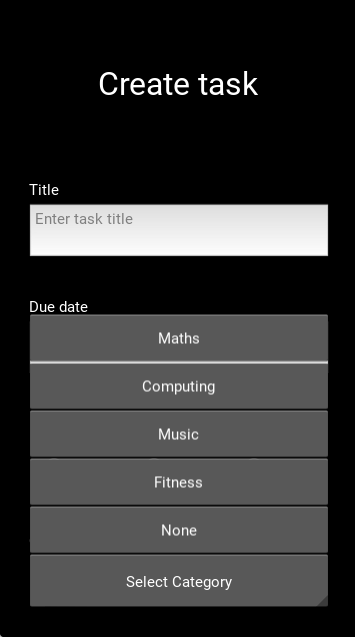 Create task
Title
Enter task title
Due date
Maths
Computing
Music
Fitness
None
Select Category